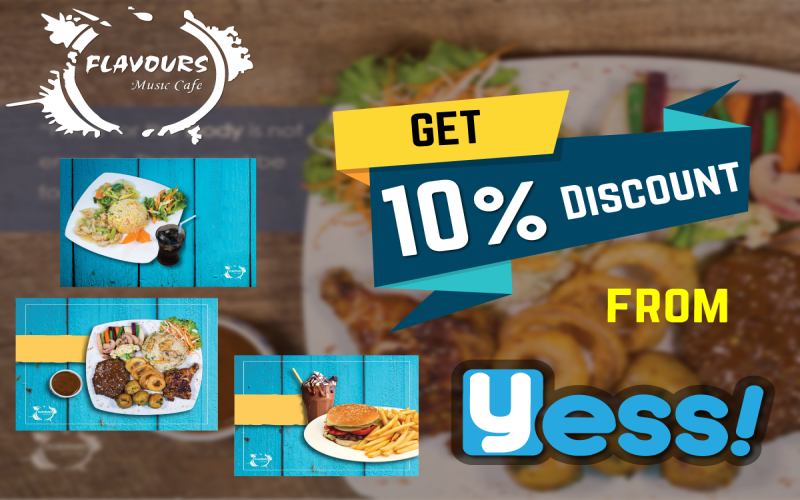 FLAVOURS
Music Cafe
GET
10% DISCOUNT
FROM
yess!